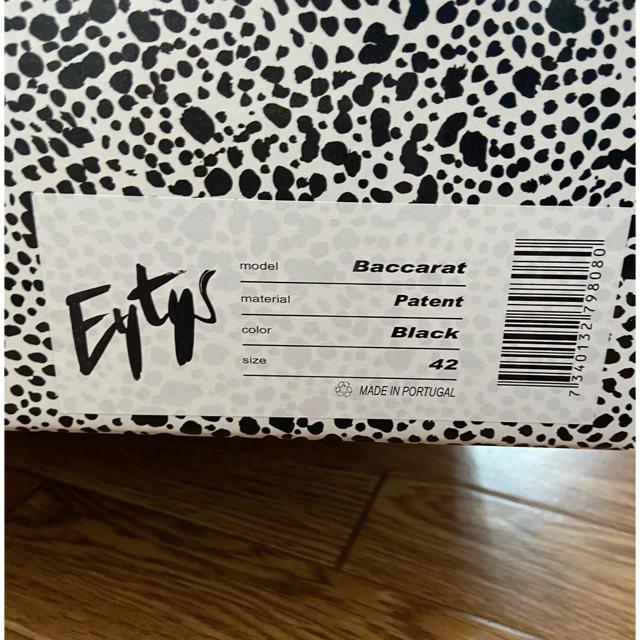 Eytys
model Baccarat
material Patent
color Black
size 42
MADE IN PORTUGAL
7340132798080